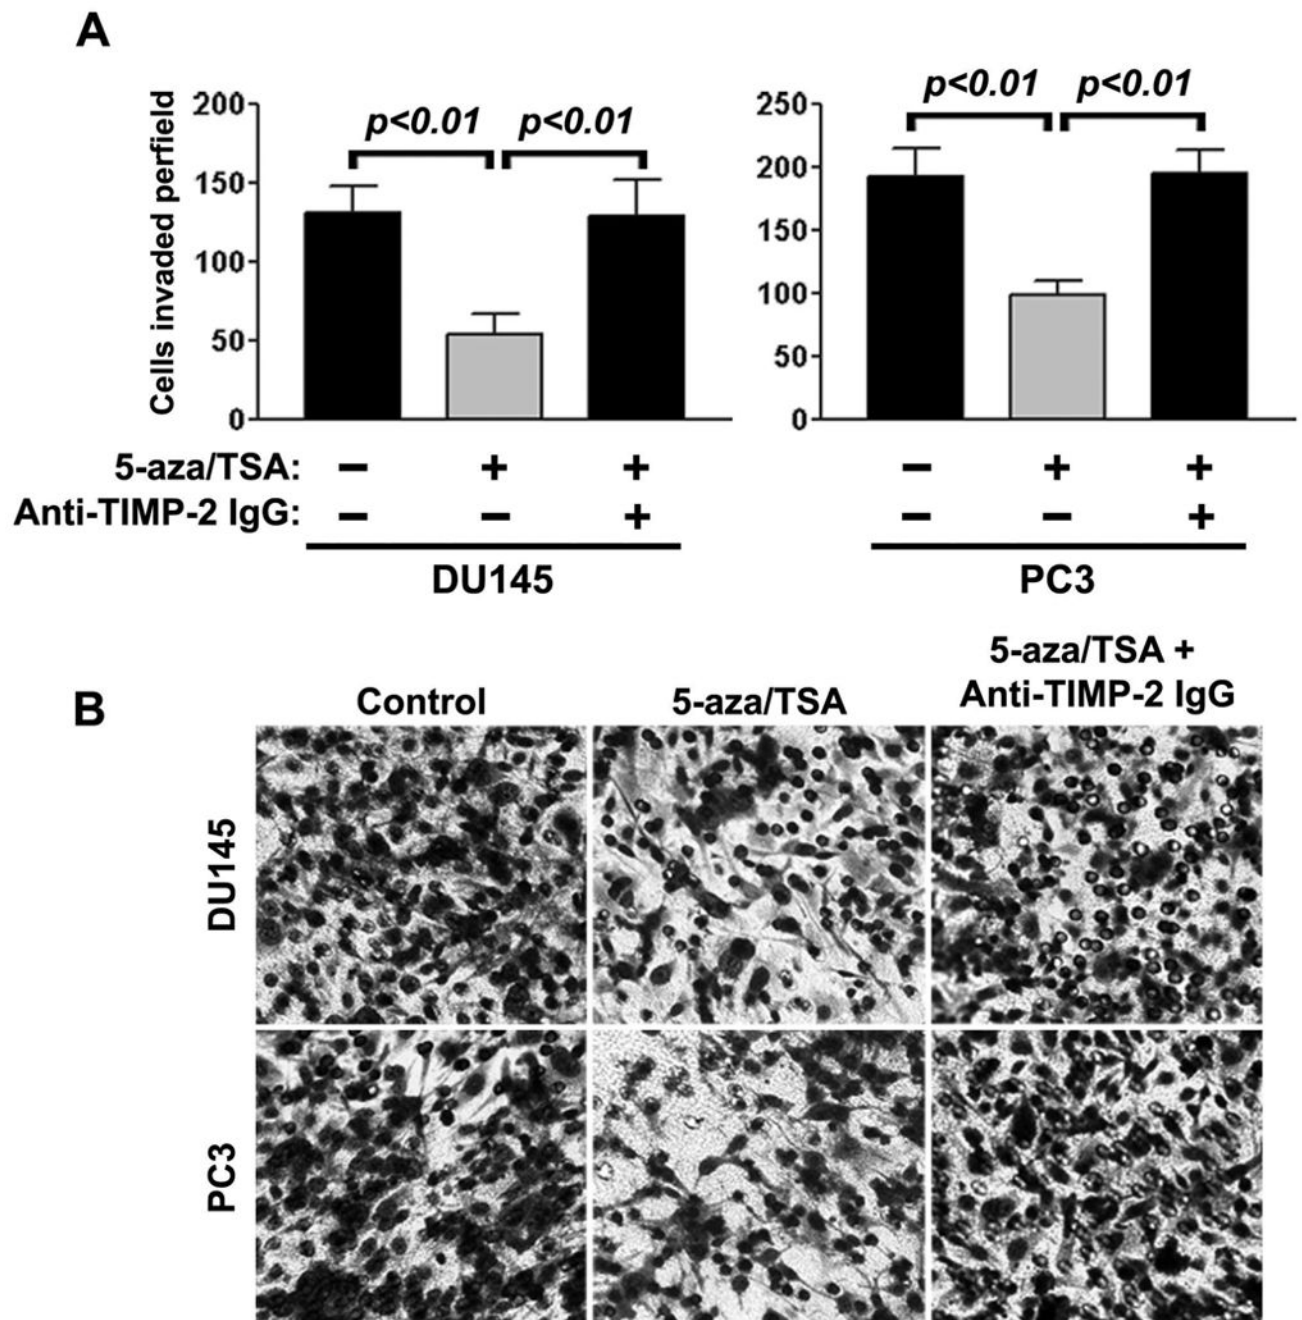 A
Cells invaded perfield
200
150
100
50
0
p<0.01 p<0.01
250
200
150
100
50
0
p<0.01 p<0.01
5-aza/TSA: − + + − + +
Anti-TIMP-2 IgG: − − + − − +
DU145 PC3
B
Control 5-aza/TSA 5-aza/TSA +
Anti-TIMP-2 IgG
DU145
PC3